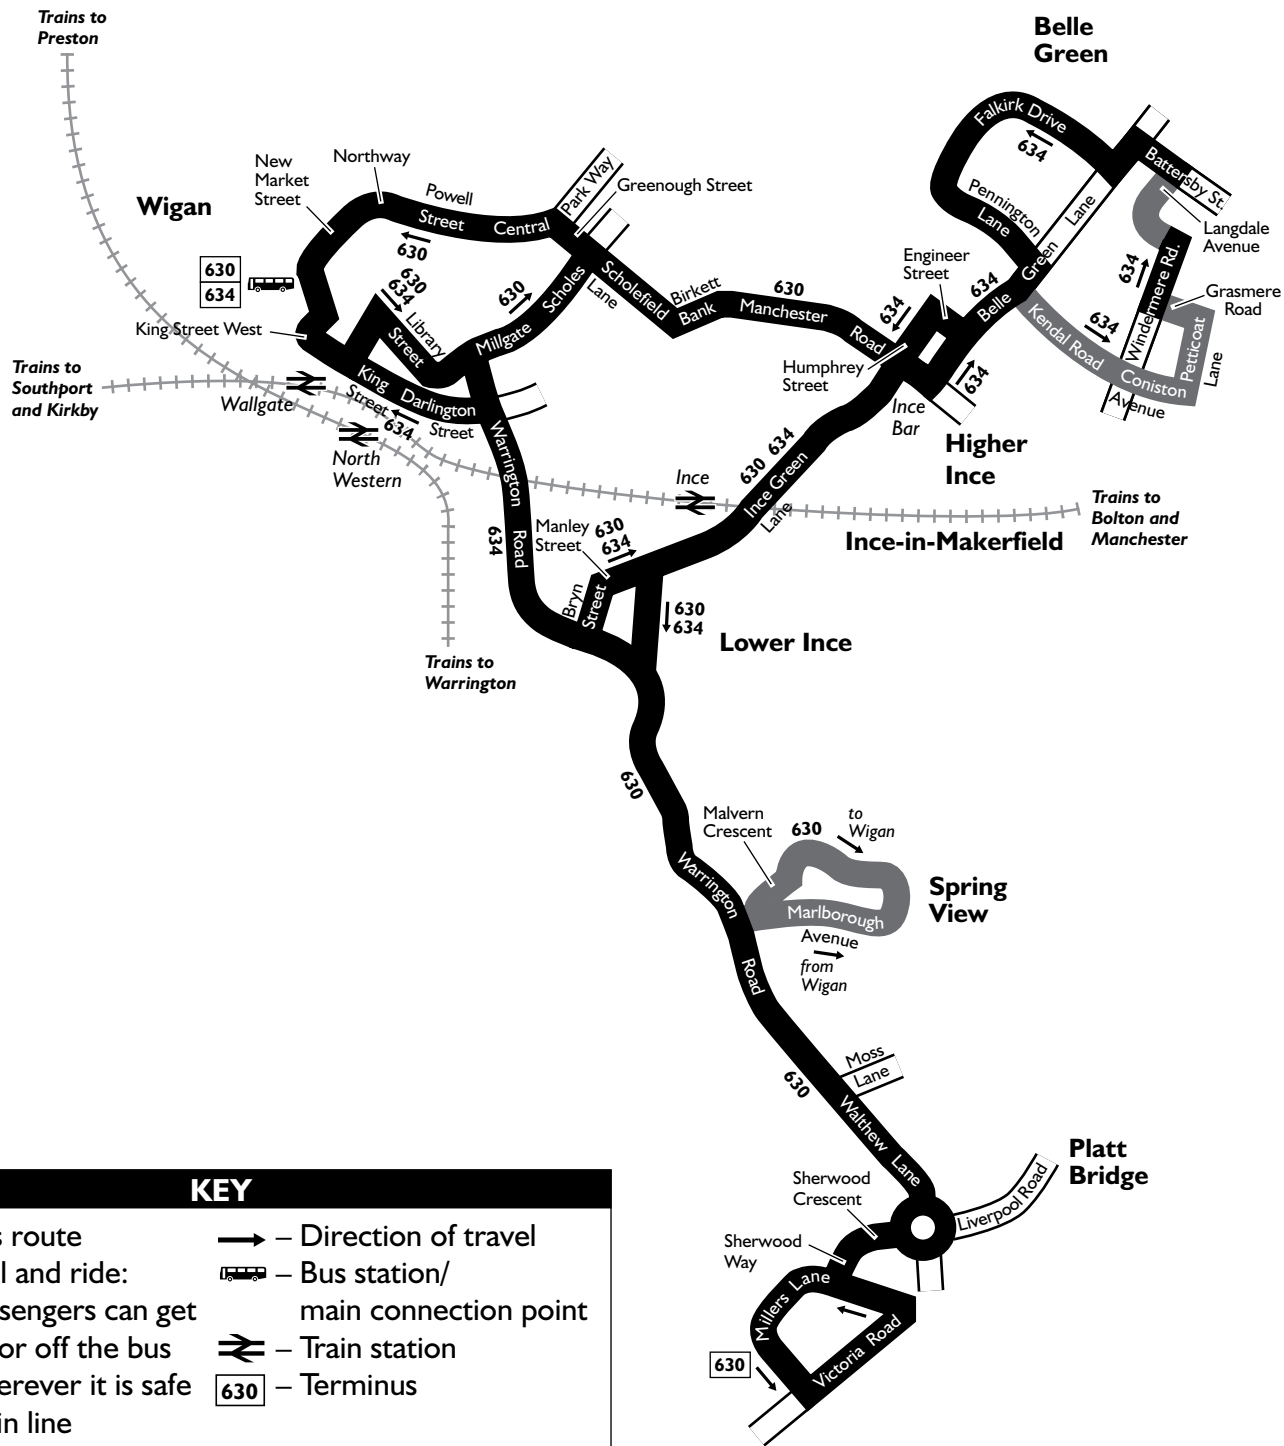 Trains to
Preston
Belle
Green
Falkirk Drive
634
Battersby St.
Langdale
Avenue
Pennington
Lane
Lane
Green
Belle
634
Engineer
Street
634
Windermere Rd.
Grasmere
Road
634
Kendal Road
Coniston
Avenue
Petticoat
Lane
New
Market
Street
Northway
Powell
Street
Central
Park Way
Greenough Street
Wigan
630
630
634
630
634
Library
Street
630
Scholes
Lane
Millgate
Scholefield
Birkett
Bank
630
Manchester
Road
634
Humphrey
Street
634
Ince
Bar
Higher
Ince
King Street West
King
Street
Darlington
Street
634
Trains to
Southport
and Kirkby
Wallgate
North
Western
Warrington
Road
634
Ince
630 634
Ince Green
Lane
Trains to
Bolton and
Manchester
Ince-in-Makerfield
Manley
Street
630
634
Bryn
Street
630
634
Lower Ince
Trains to
Warrington
630
Malvern
Crescent
630
to
Wigan
Marlborough
Avenue
from
Wigan
Spring
View
Warrington
Road
630
Moss
Lane
Walthew Lane
Platt
Bridge
Liverpool Road
Sherwood
Crescent
Sherwood
Way
Millers Lane
Victoria Road
630
KEY
s route
l and ride:
ssengers can get
or off the bus
erever it is safe
in line
– Direction of travel
– Bus station/
main connection point
– Train station
630 – Terminus